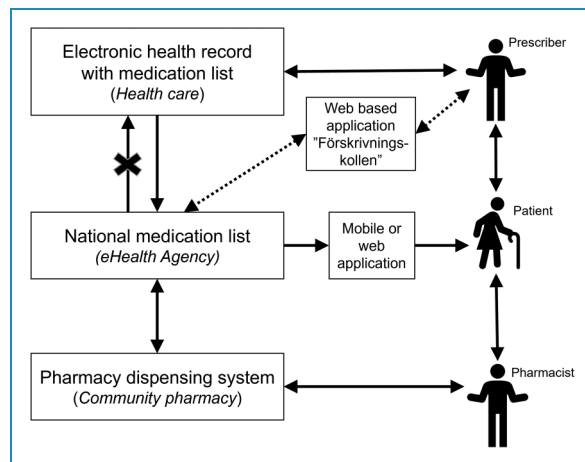 Electronic health record
with medication list
(Health care)
Prescriber
Web based
application
"Förskrivnings-
kollen"
National medication list
(eHealth Agency)
Mobile or
web
application
Patient
Pharmacy dispensing system
(Community pharmacy)
Pharmacist